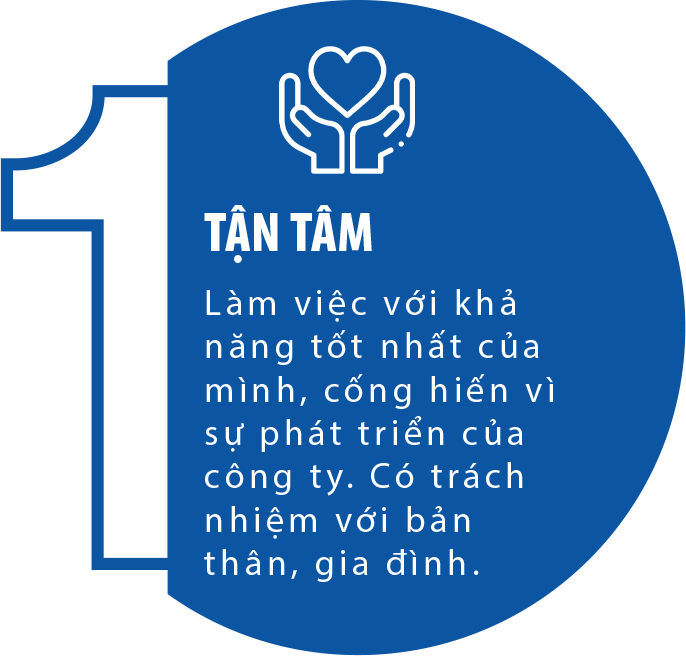 1
TẬN TÂM
Làm việc với khả
năng tốt nhất của
mình, cống hiến vì
sự phát triển của
công ty. Có trách
nhiệm với bản
thân, gia đình.